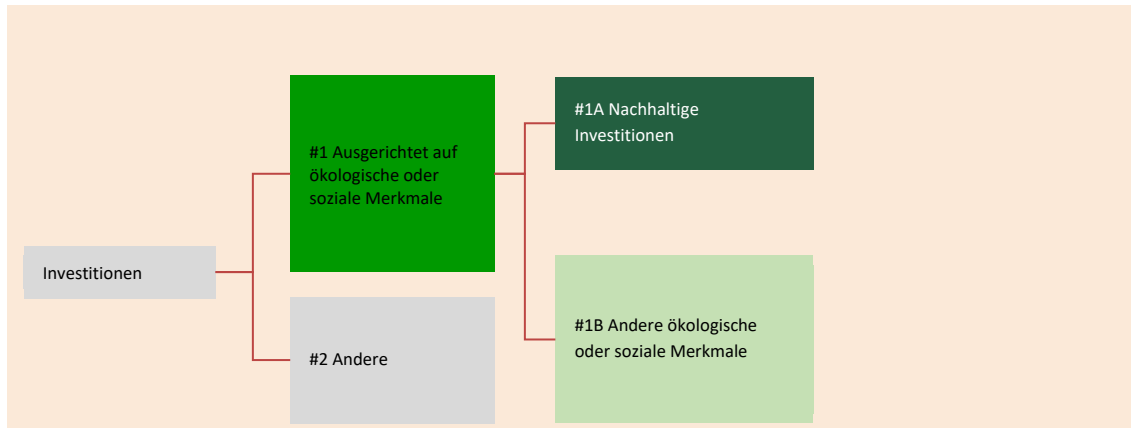 Investitionen
#1 Ausgerichtet auf
ökologische oder
soziale Merkmale
#2 Andere
#1A Nachhaltige
Investitionen
#1B Andere ökologische
oder soziale Merkmale